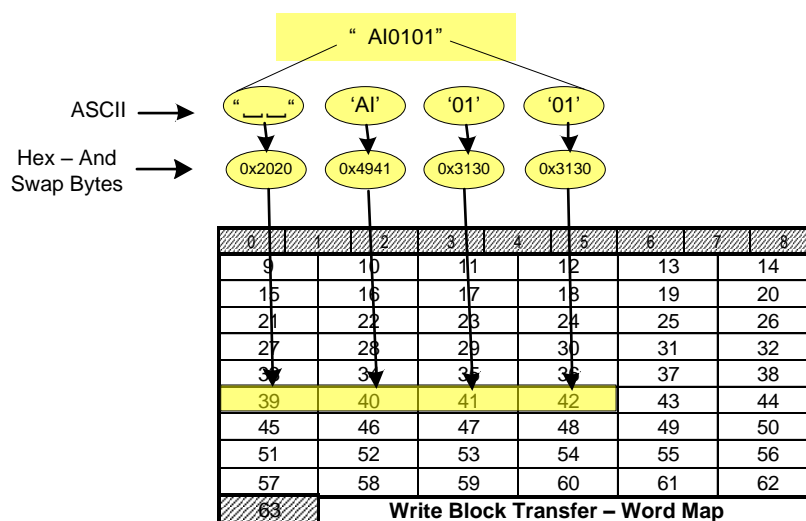 “ AI0101”
ASCII
“⎵⎵“ ‘AI’ ‘01’ ‘01’
Hex – And
Swap Bytes
0x2020 0x4941 0x3130 0x3130
0 1 2 3 4 5 6 7 8
9 10 11 12 13 14
15 16 17 18 19 20
21 22 23 24 25 26
27 28 29 30 31 32
33 34 35 36 37 38
39 40 41 42 43 44
45 46 47 48 49 50
51 52 53 54 55 56
57 58 59 60 61 62
63 Write Block Transfer – Word Map